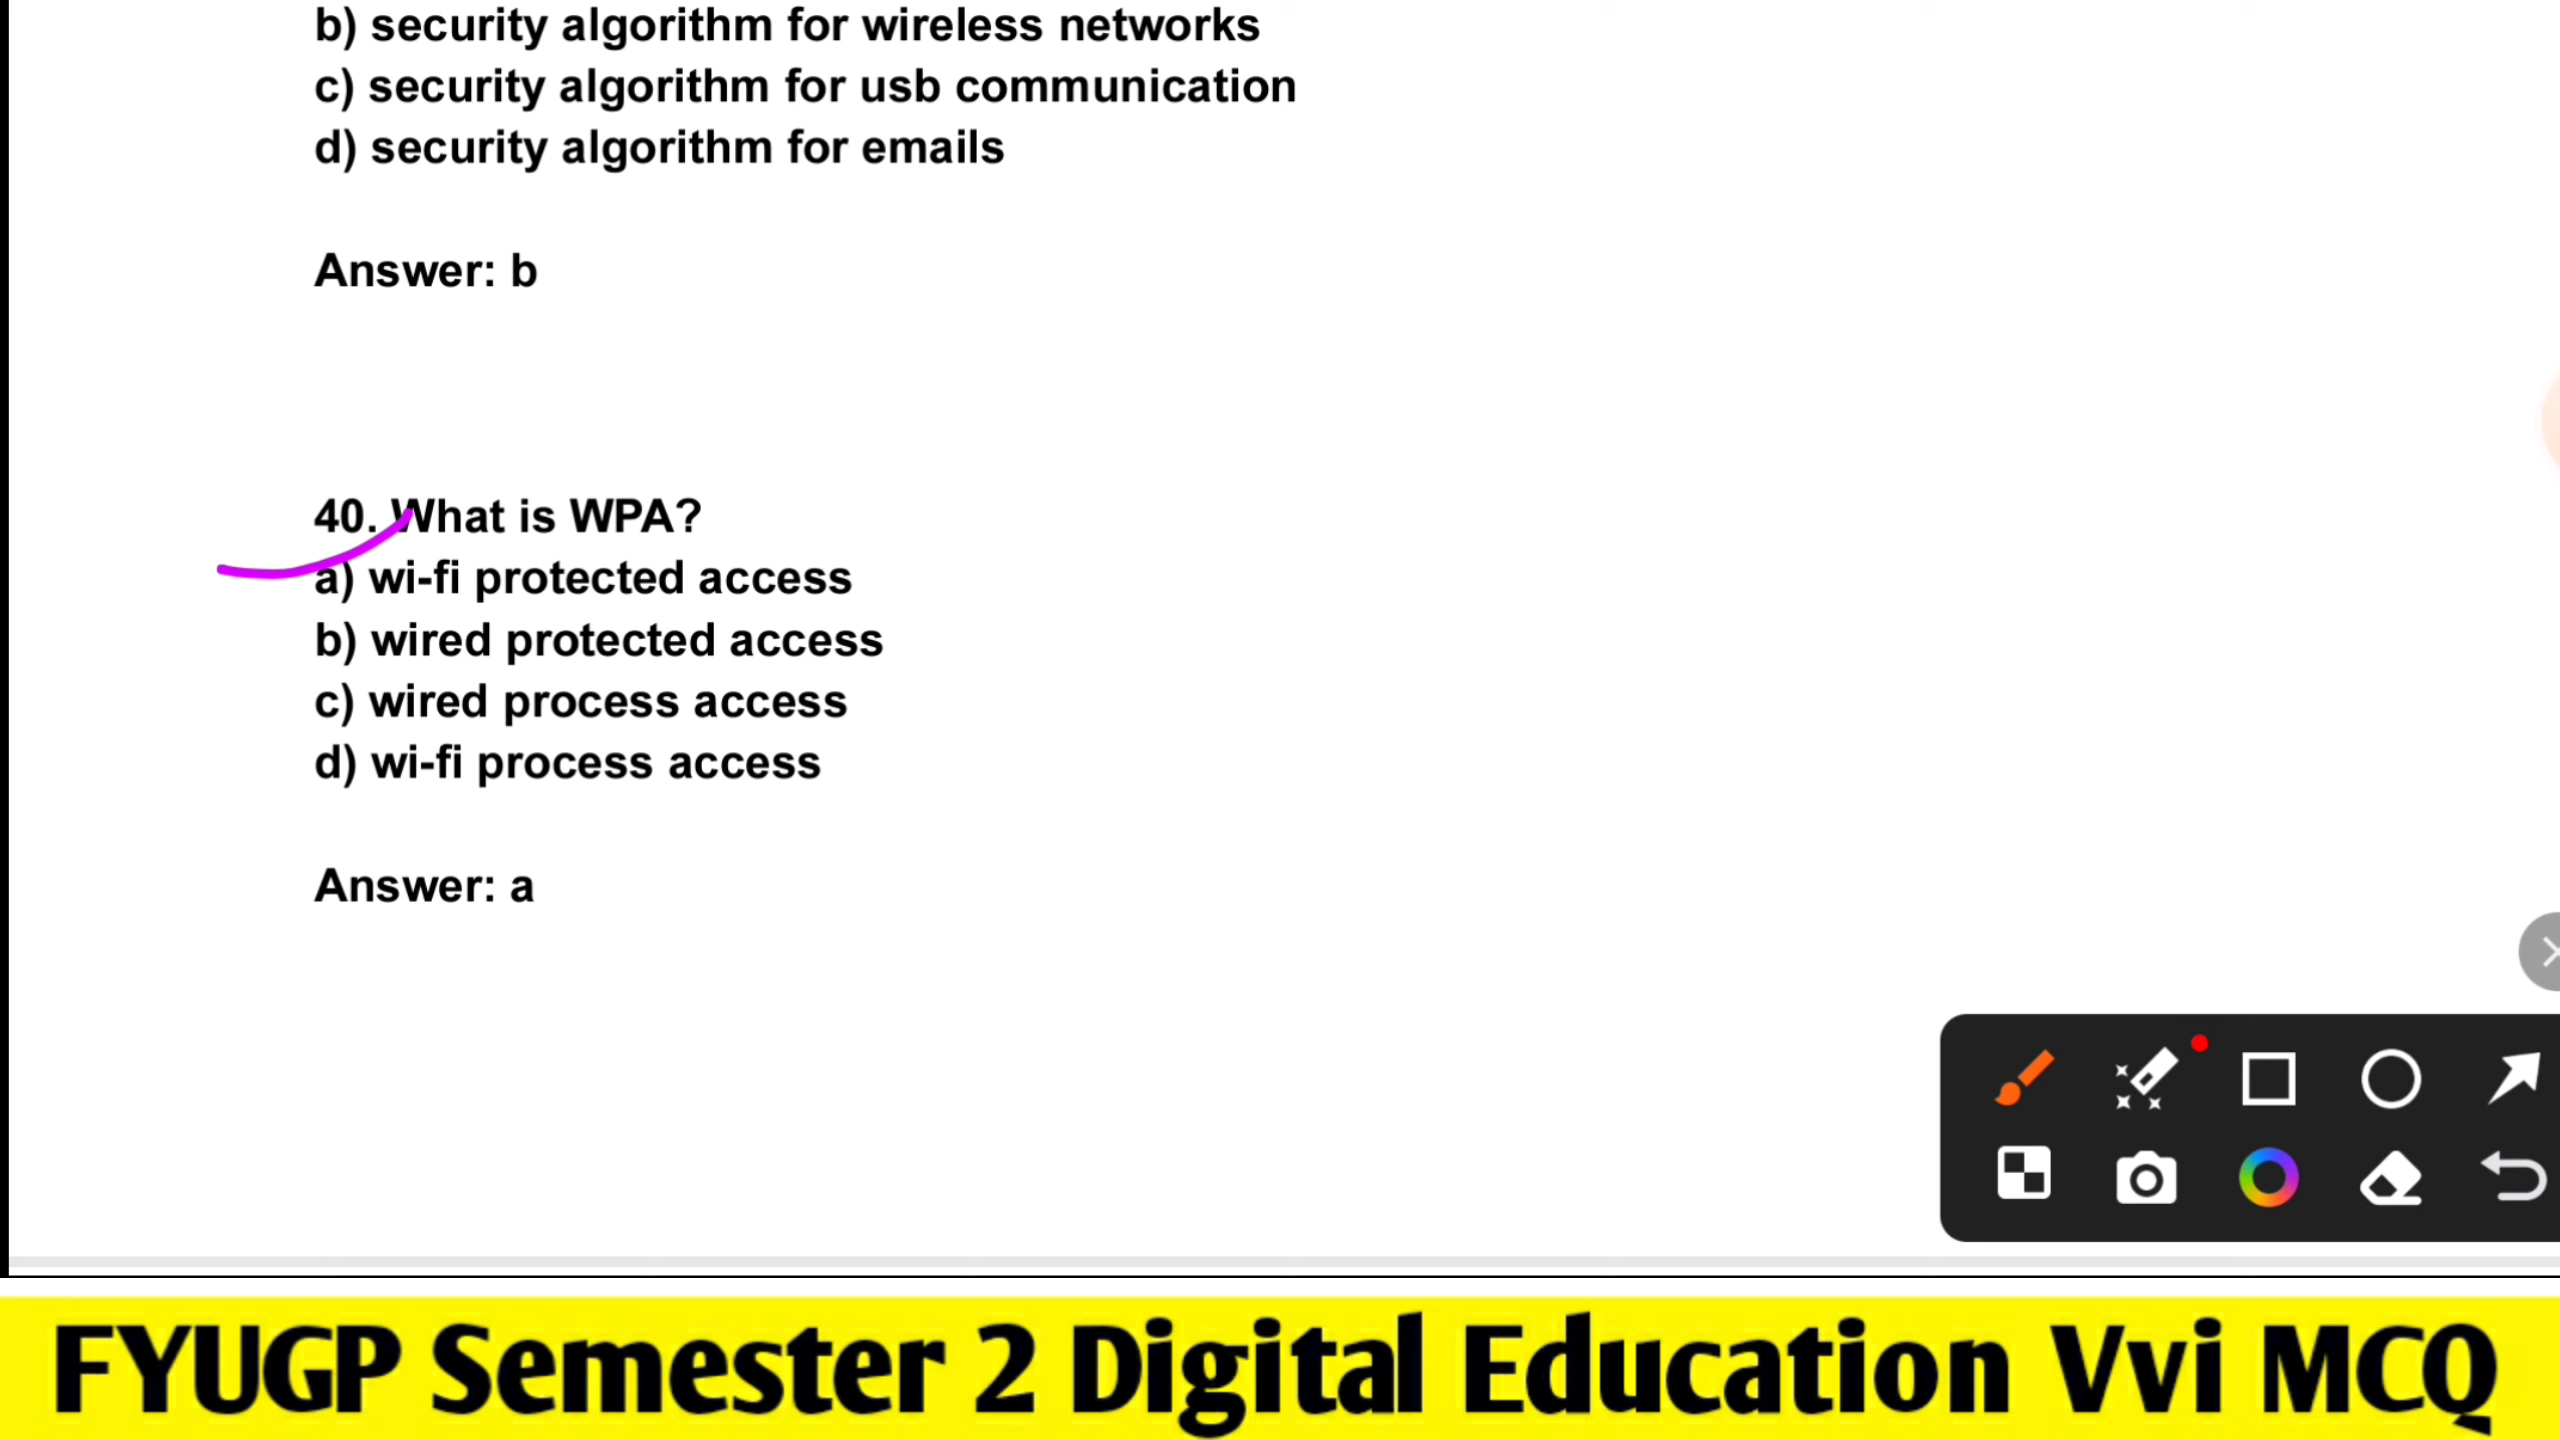 b) security algorithm for wireless networks
c) security algorithm for usb communication
d) security algorithm for emails
Answer: b
40. What is WPA?
a) wi-fi protected access
b) wired protected access
c) wired process access
d) wi-fi process access
Answer: a
FYUGP Semester 2 Digital Education Vvi MCQ